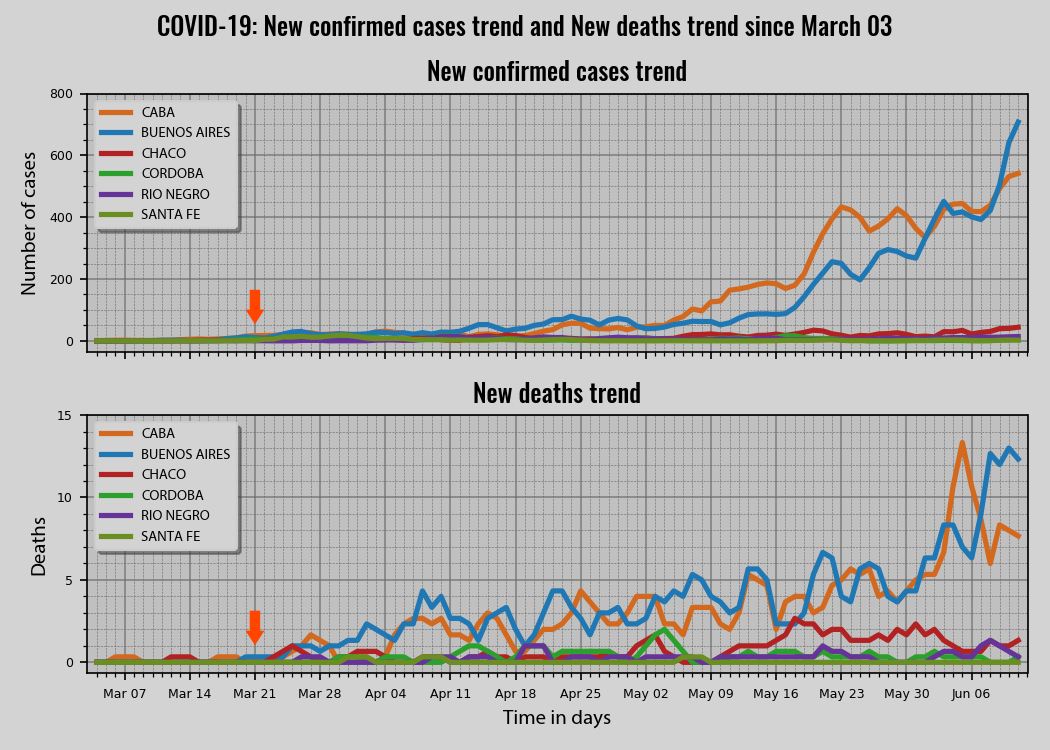 COVID-19: New confirmed cases trend and New deaths trend since March 03
New confirmed cases trend
Number of cases
800
600
400
200
0
CABA
BUENOS AIRES
CHACO
CORDOBA
RIO NEGRO
SANTA FE
New deaths trend
Deaths
15
10
5
0
CABA
BUENOS AIRES
CHACO
CORDOBA
RIO NEGRO
SANTA FE
Mar 07 Mar 14 Mar 21 Mar 28 Apr 04 Apr 11 Apr 18 Apr 25 May 02 May 09 May 16 May 23 May 30 Jun 06
Time in days